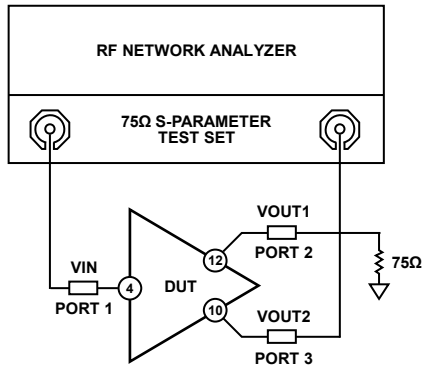 RF NETWORK ANALYZER
75Ω S-PARAMETER
TEST SET
VOUT1
12
PORT 2
75Ω
VIN
4
DUT
PORT 1
10
VOUT2
PORT 3